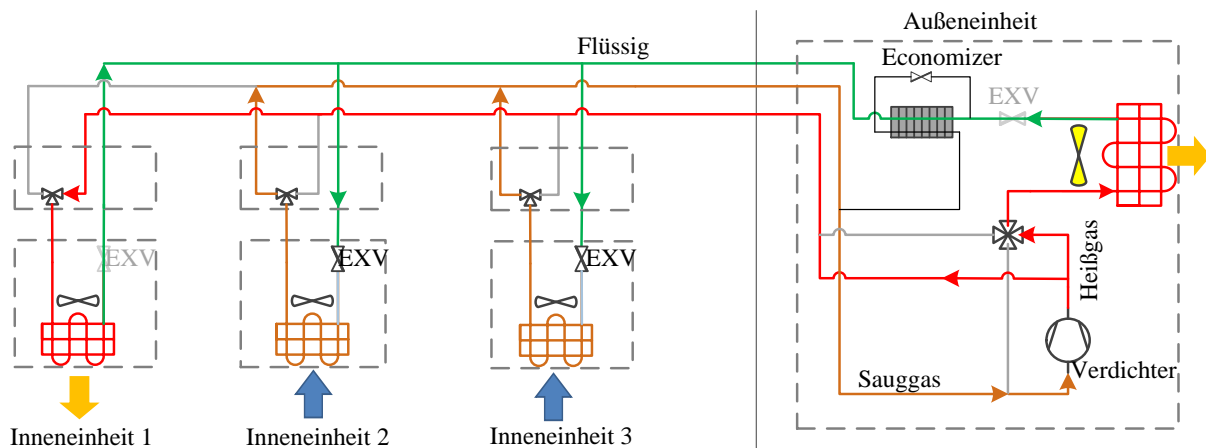 Außeneinheit
Flüssig
Economizer
EXV
EXV
EXV
EXV
Heißgas
Sauggas
Verdichter
Inneneinheit 1
Inneneinheit 2
Inneneinheit 3